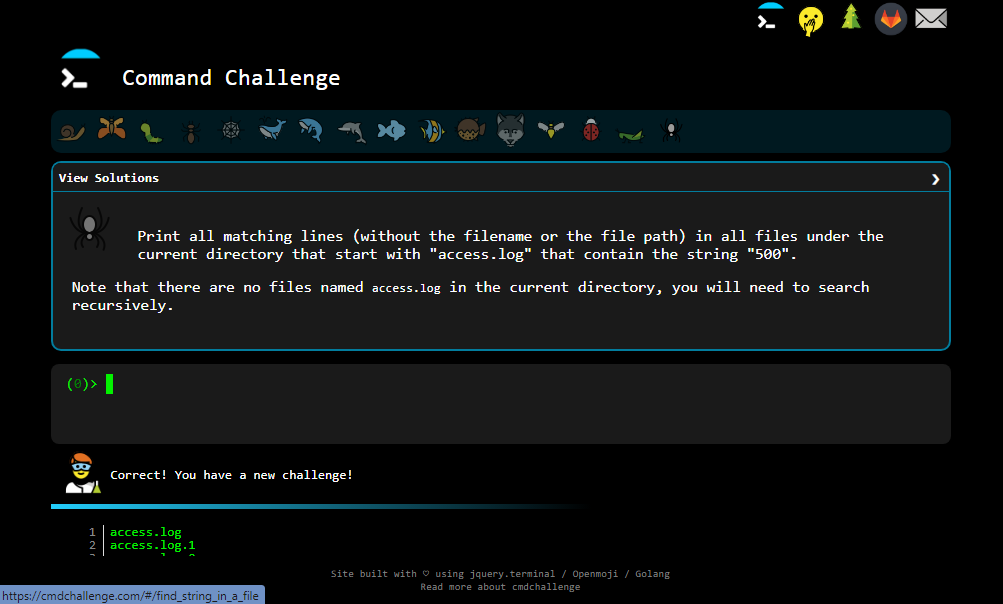 Command Challenge
View Solutions
Print all matching lines (without the filename or the file path) in all files under the
current directory that start with "access.log" that contain the string "500".
Note that there are no files named access.log in the current directory, you will need to search
recursively.
(0)>
Correct! You have a new challenge!
1 access.log
2 access.log.1
Site built with ♡ using jquery.terminal / Openmoji / Golang
Read more about cmdchallenge
https://cmdchallenge.com/#/find_string_in_a_file